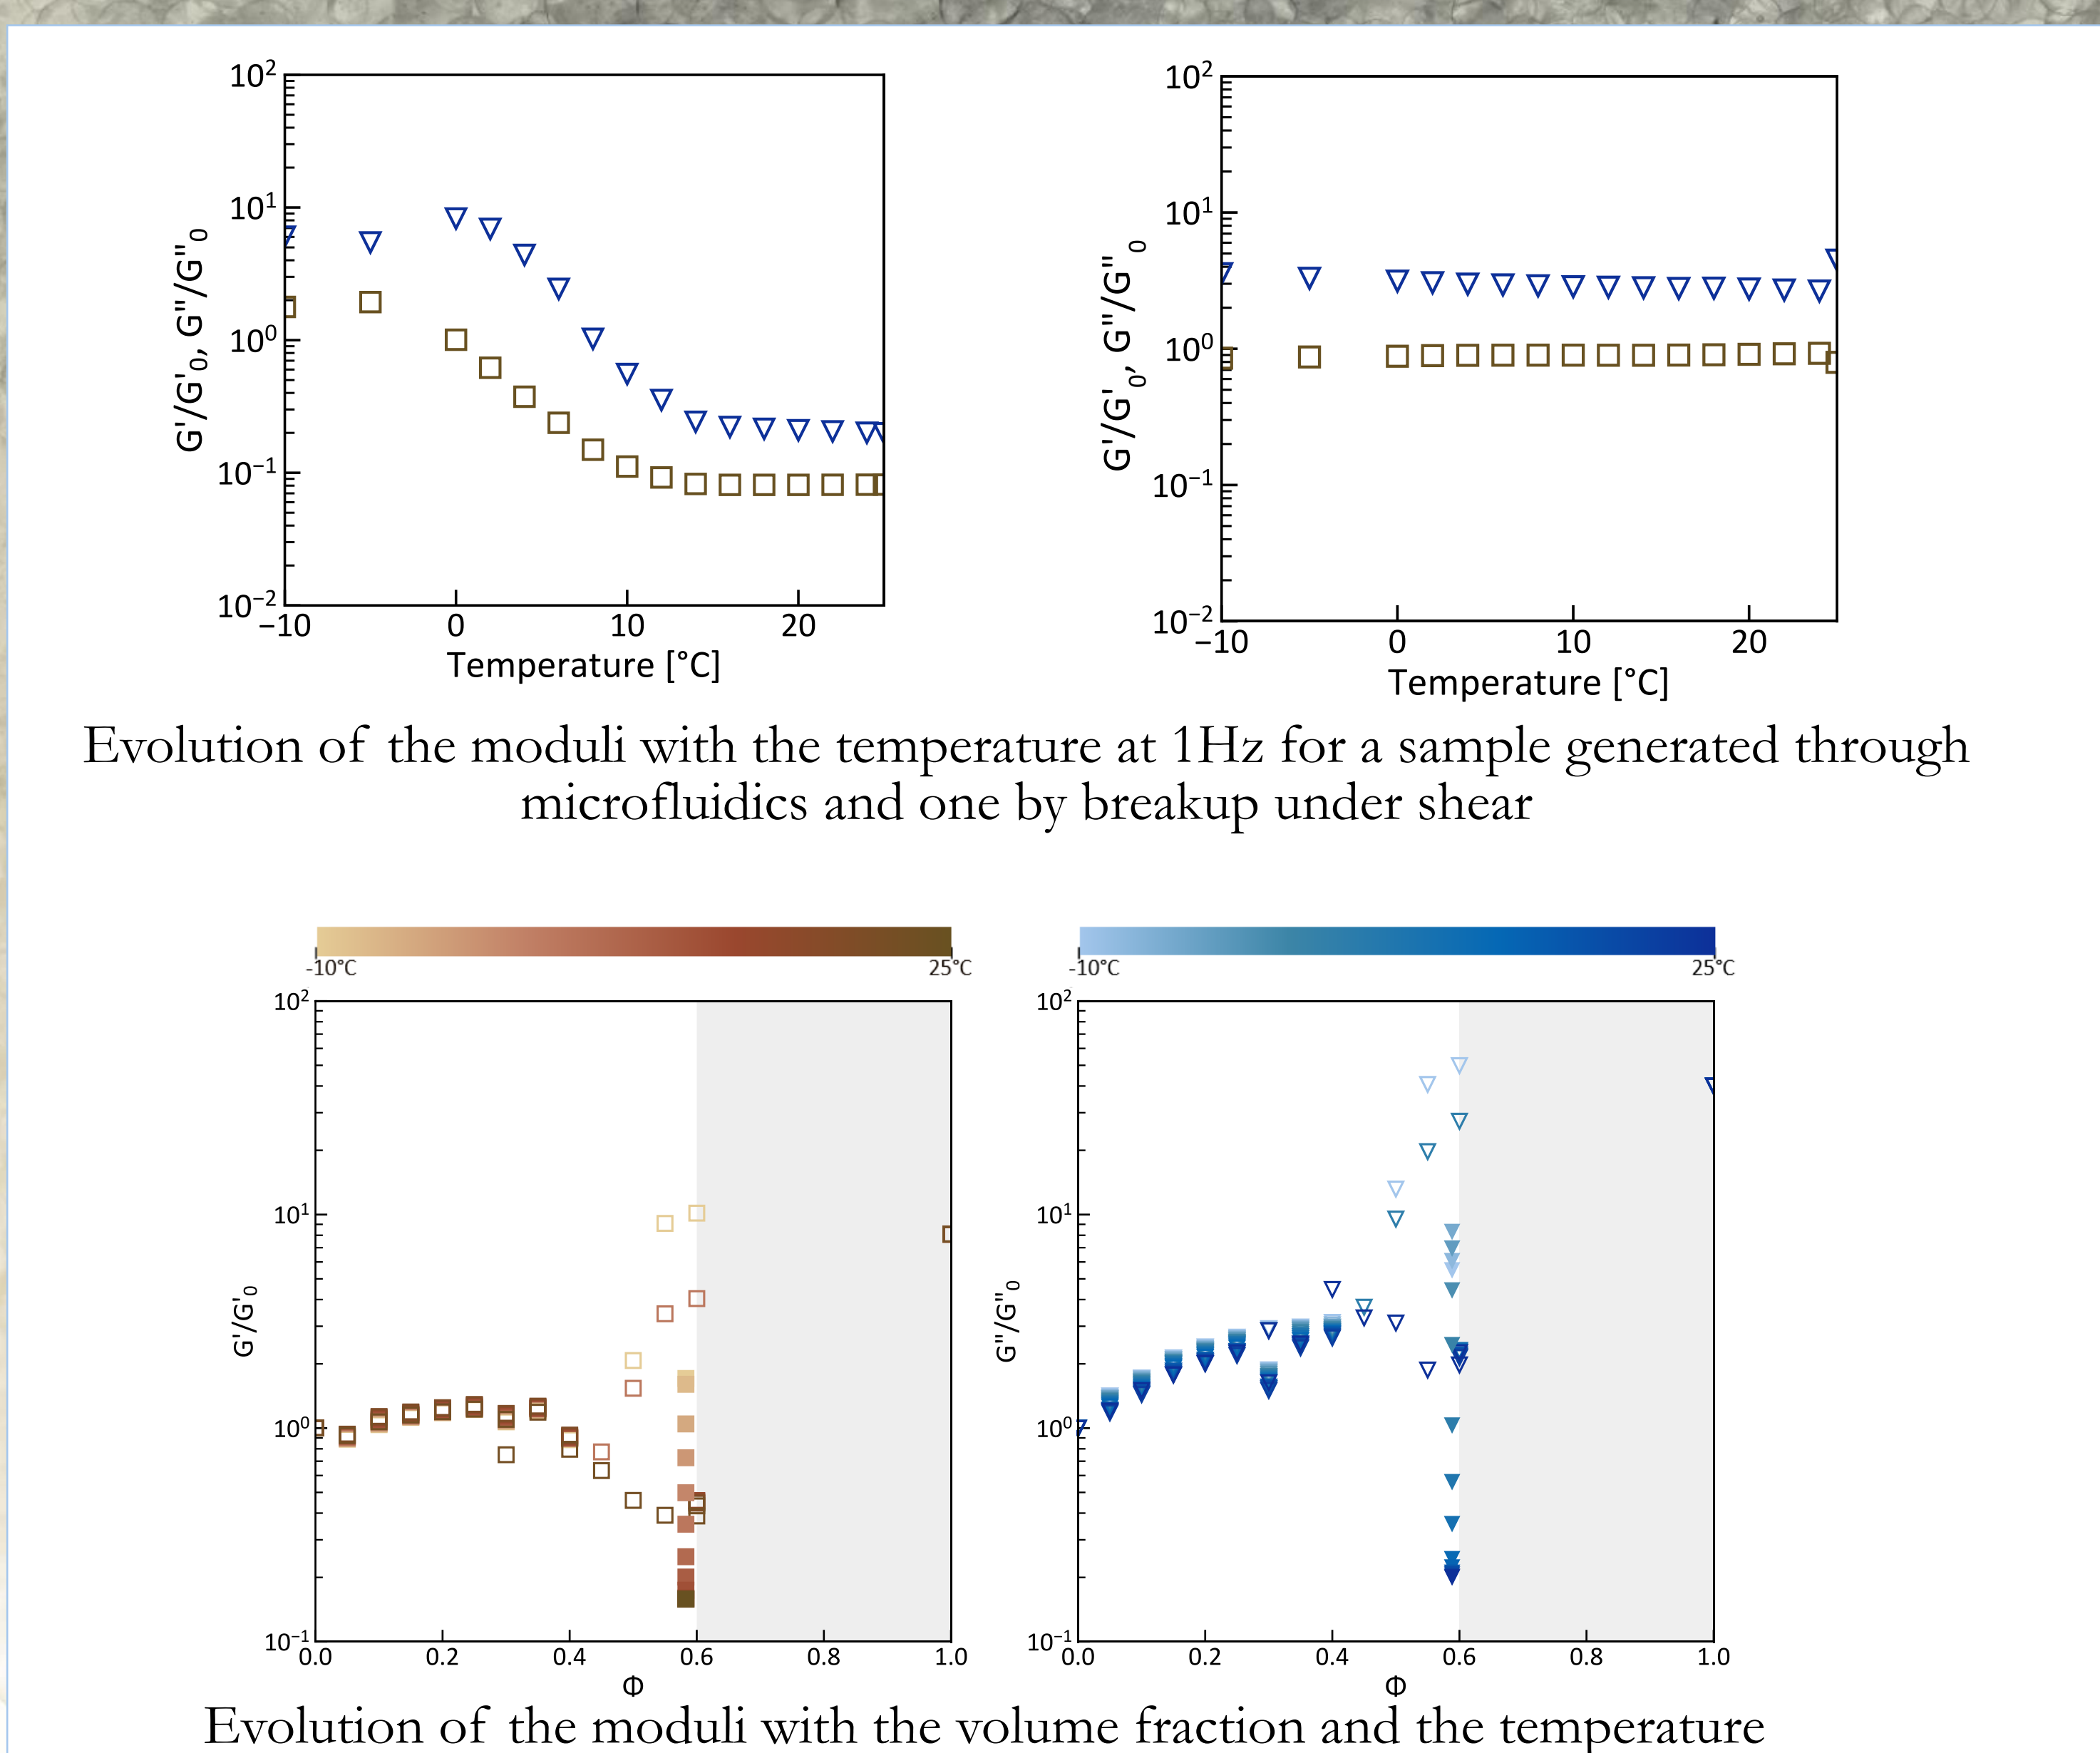 10²
10¹
10⁰
10⁻¹
10⁻²
G'/G'₀, G"/G"₀
−10 0 10 20
Temperature [°C]
10²
10¹
10⁰
10⁻¹
10⁻²
G'/G'₀, G"/G"₀
−10 0 10 20
Temperature [°C]
Evolution of the moduli with the temperature at 1Hz for a sample generated through
microfluidics and one by breakup under shear
-10°C 25°C
10²
10¹
10⁰
10⁻¹
G'/G'₀
0.0 0.2 0.4 0.6 0.8 1.0
Φ
-10°C 25°C
10²
10¹
10⁰
10⁻¹
G"/G"₀
0.0 0.2 0.4 0.6 0.8 1.0
Φ
Evolution of the moduli with the volume fraction and the temperature